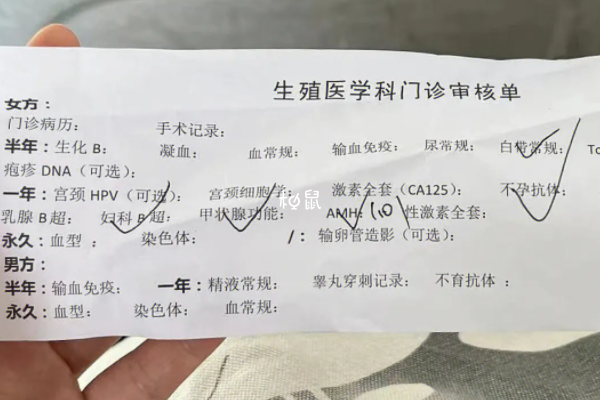 生殖医学科门诊审核单
女方：
门诊病历： 手术记录：
半年：生化 B： 凝血： 血常规： 输血免疫： 尿常规： 白带常规： To
疱疹 DNA（可选）：
一年：宫颈 HPV（可选）： 宫颈细胞学： 激素全套（CA125）： 不孕抗体：
乳腺 B 超： 妇科 B 超： 甲状腺功能： AMH： 性激素全套：
永久：血型 ： 染色体： /： 输卵管造影（可选）：
男方：
半年：输血免疫： 一年：精液常规： 睾丸穿刺记录： 不育抗体 ：
永久：血型： 染色体： 血常规：